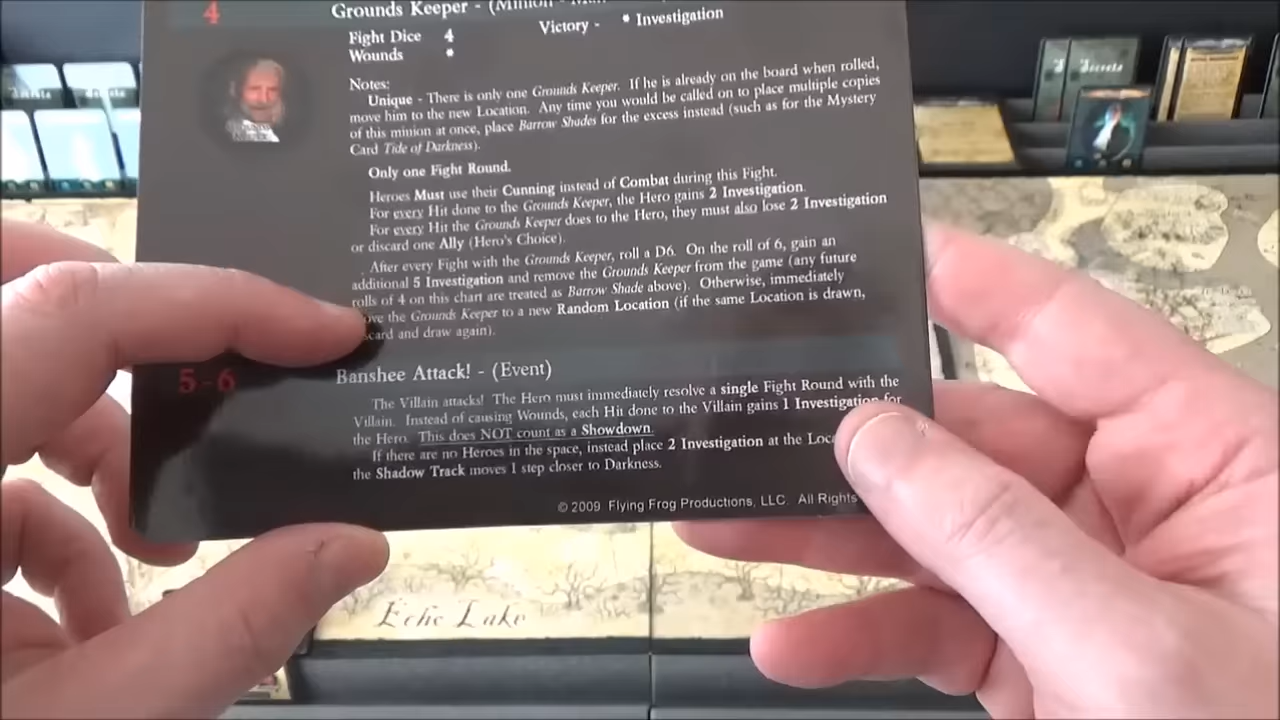 4
Grounds Keeper - (Minion -
Fight Dice 4
Victory - * Investigation
Wounds *
Notes:
Unique - There is only one Grounds Keeper. If he is already on the board when rolled,
move him to the new Location. Any time you would be called on to place multiple copies
of this minion at once, place Barrow Shades for the excess instead (such as for the Mystery
Card Tide of Darkness).
Only one Fight Round.
Heroes Must use their Cunning instead of Combat during this Fight.
For every Hit done to the Grounds Keeper, the Hero gains 2 Investigation.
For every Hit the Grounds Keeper does to the Hero, they must also lose 2 Investigation
or discard one Ally (Hero's Choice).
After every Fight with the Grounds Keeper, roll a D6. On the roll of 6, gain an
additional 5 Investigation and remove the Grounds Keeper from the game (any future
rolls of 4 on this chart are treated as Barrow Shade above). Otherwise, immediately
ove the Grounds Keeper to a new Random Location (if the same Location is drawn,
card and draw again).
5-6
Banshee Attack! - (Event)
The Villain attacks! The Hero must immediately resolve a single Fight Round with the
Villain. Instead of causing Wounds, each Hit done to the Villain gains 1 Investigation for
the Hero. This does NOT count as a Showdown.
If there are no Heroes in the space, instead place 2 Investigation at the Loca
the Shadow Track moves 1 step closer to Darkness.
© 2009 Flying Frog Productions, LLC. All Rights
Echo Lake
Secrets